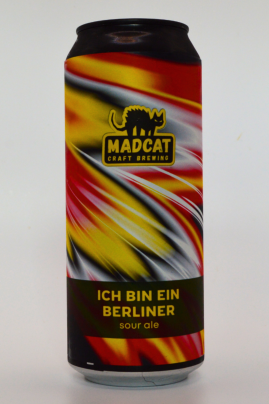 MADCAT
CRAFT BREWING
ICH BIN EIN
BERLINER
sour ale